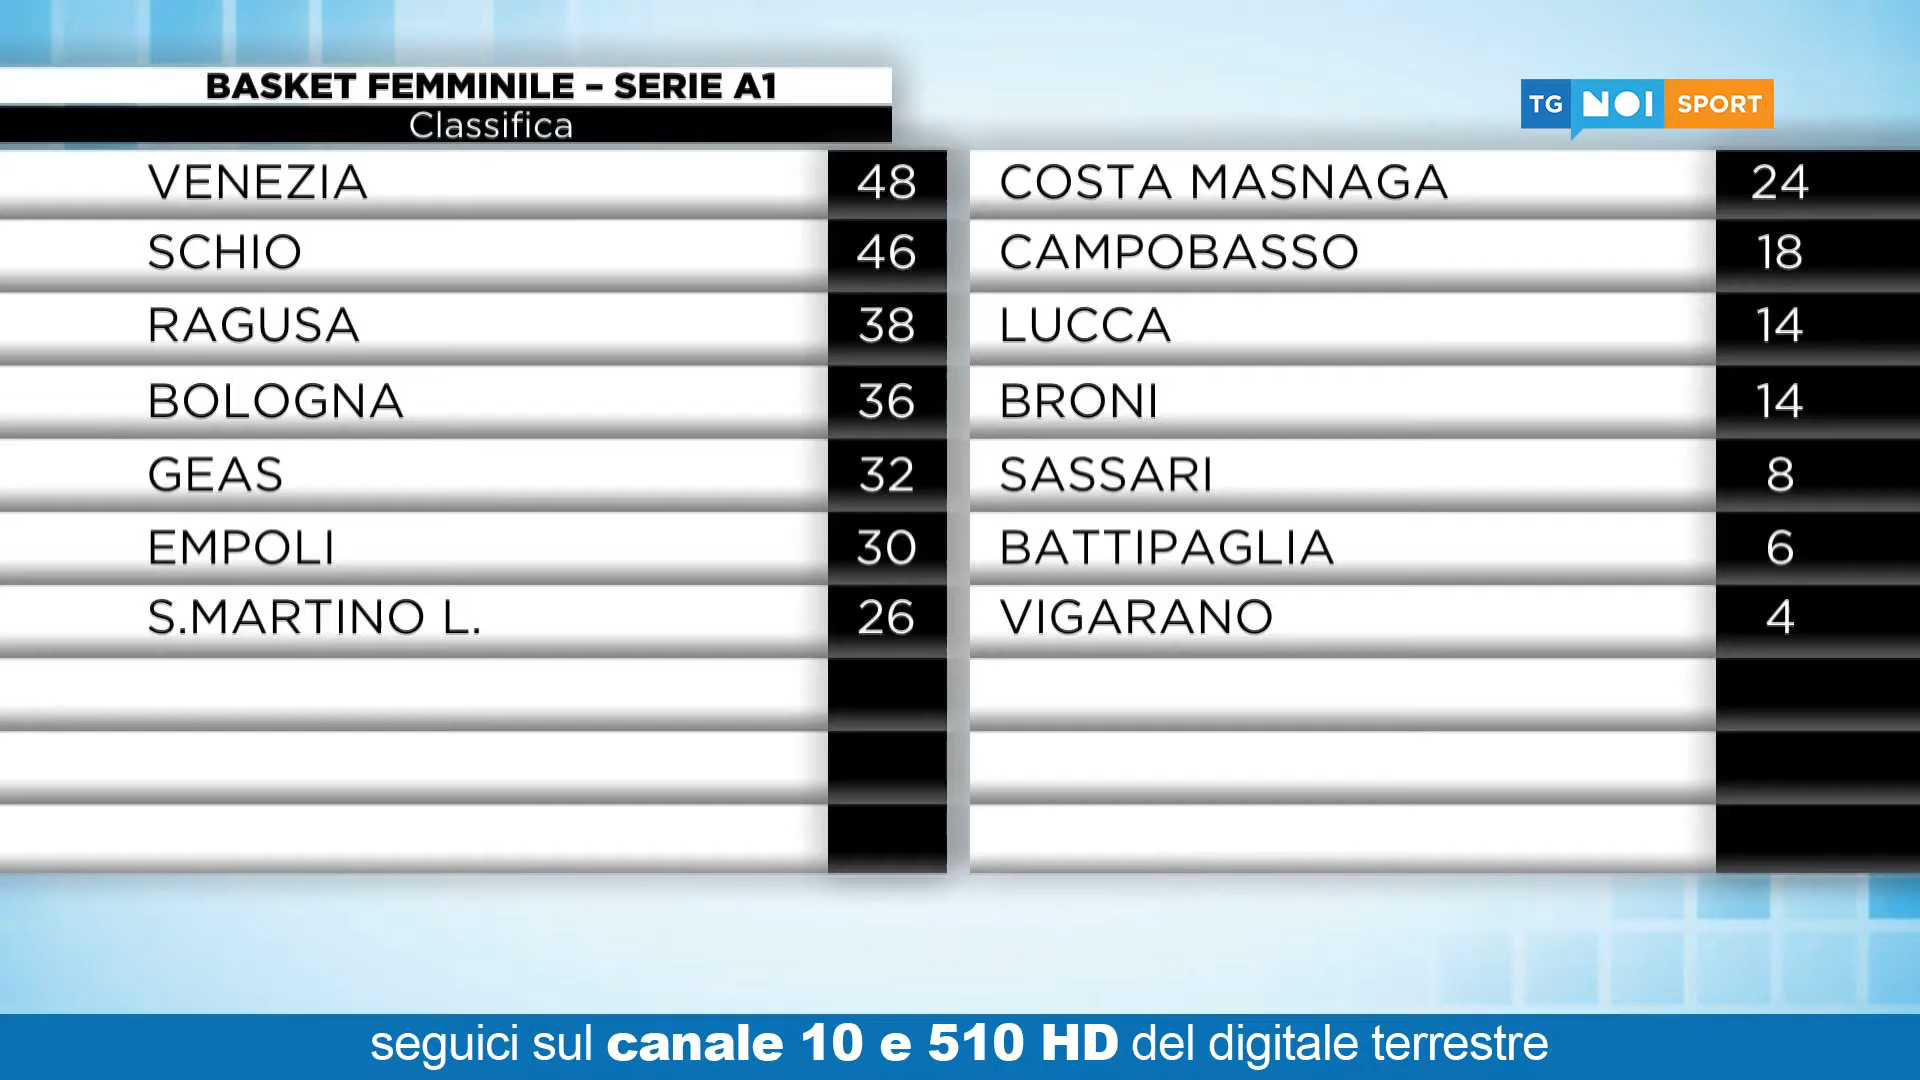 BASKET FEMMINILE – SERIE A1
Classifica
TG NOI SPORT
VENEZIA 48
SCHIO 46
RAGUSA 38
BOLOGNA 36
GEAS 32
EMPOLI 30
S.MARTINO L. 26
COSTA MASNAGA 24
CAMPOBASSO 18
LUCCA 14
BRONI 14
SASSARI 8
BATTIPAGLIA 6
VIGARANO 4
seguici sul canale 10 e 510 HD del digitale terrestre